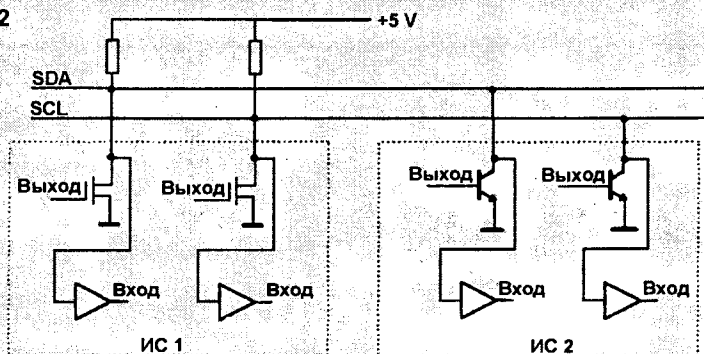 2
+5 V
SDA
SCL
Выход
Выход
Выход
Выход
Вход
Вход
Вход
Вход
ИС 1
ИС 2